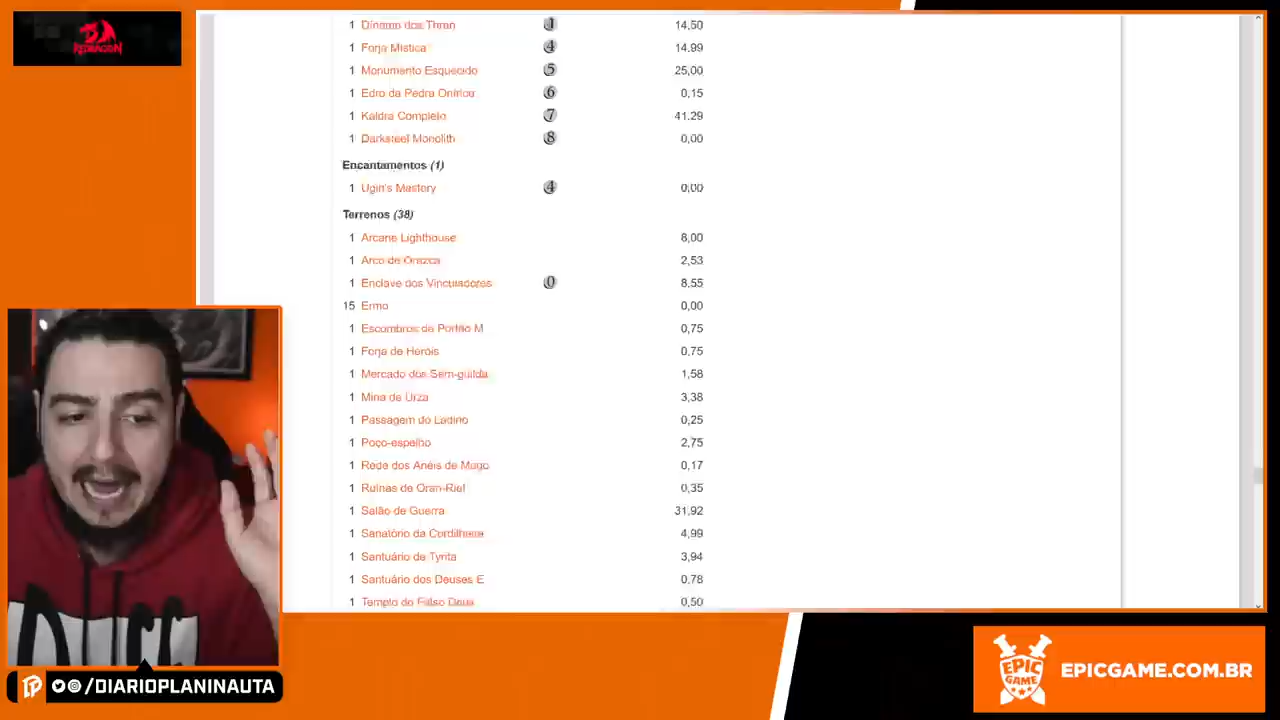 REDRAGON
1 Dínamo dos Thran 1 14,50
1 Forja Mística 4 14,99
1 Monumento Esquecido 5 25,00
1 Edro da Pedra Onírica 6 0,15
1 Kaldra Completo 7 41,29
1 Darksteel Monolith 8 0,00
Encantamentos (1)
1 Ugin's Mastery 4 0,00
Terrenos (38)
1 Arcane Lighthouse 8,00
1 Arco de Orazca 2,53
1 Enclave dos Vinculadores 0 8,55
15 Ermo 0,00
1 Escombros de Portão M 0,75
1 Forja de Heróis 0,75
1 Mercado dos Sem-guilda 1,58
1 Mina de Urza 3,38
1 Passagem do Ladino 0,25
1 Poço-espelho 2,75
1 Rede dos Anéis de Mago 0,17
1 Ruínas de Oran-Rief 0,35
1 Salão de Guerra 31,92
1 Sanatório da Cordilheira 4,99
1 Santuário de Tyrita 3,94
1 Santuário dos Deuses E 0,78
1 Templo do Falso Deus 0,50
/DIARIOPLANINAUTA
EPIC GAME
EPICGAME.COM.BR